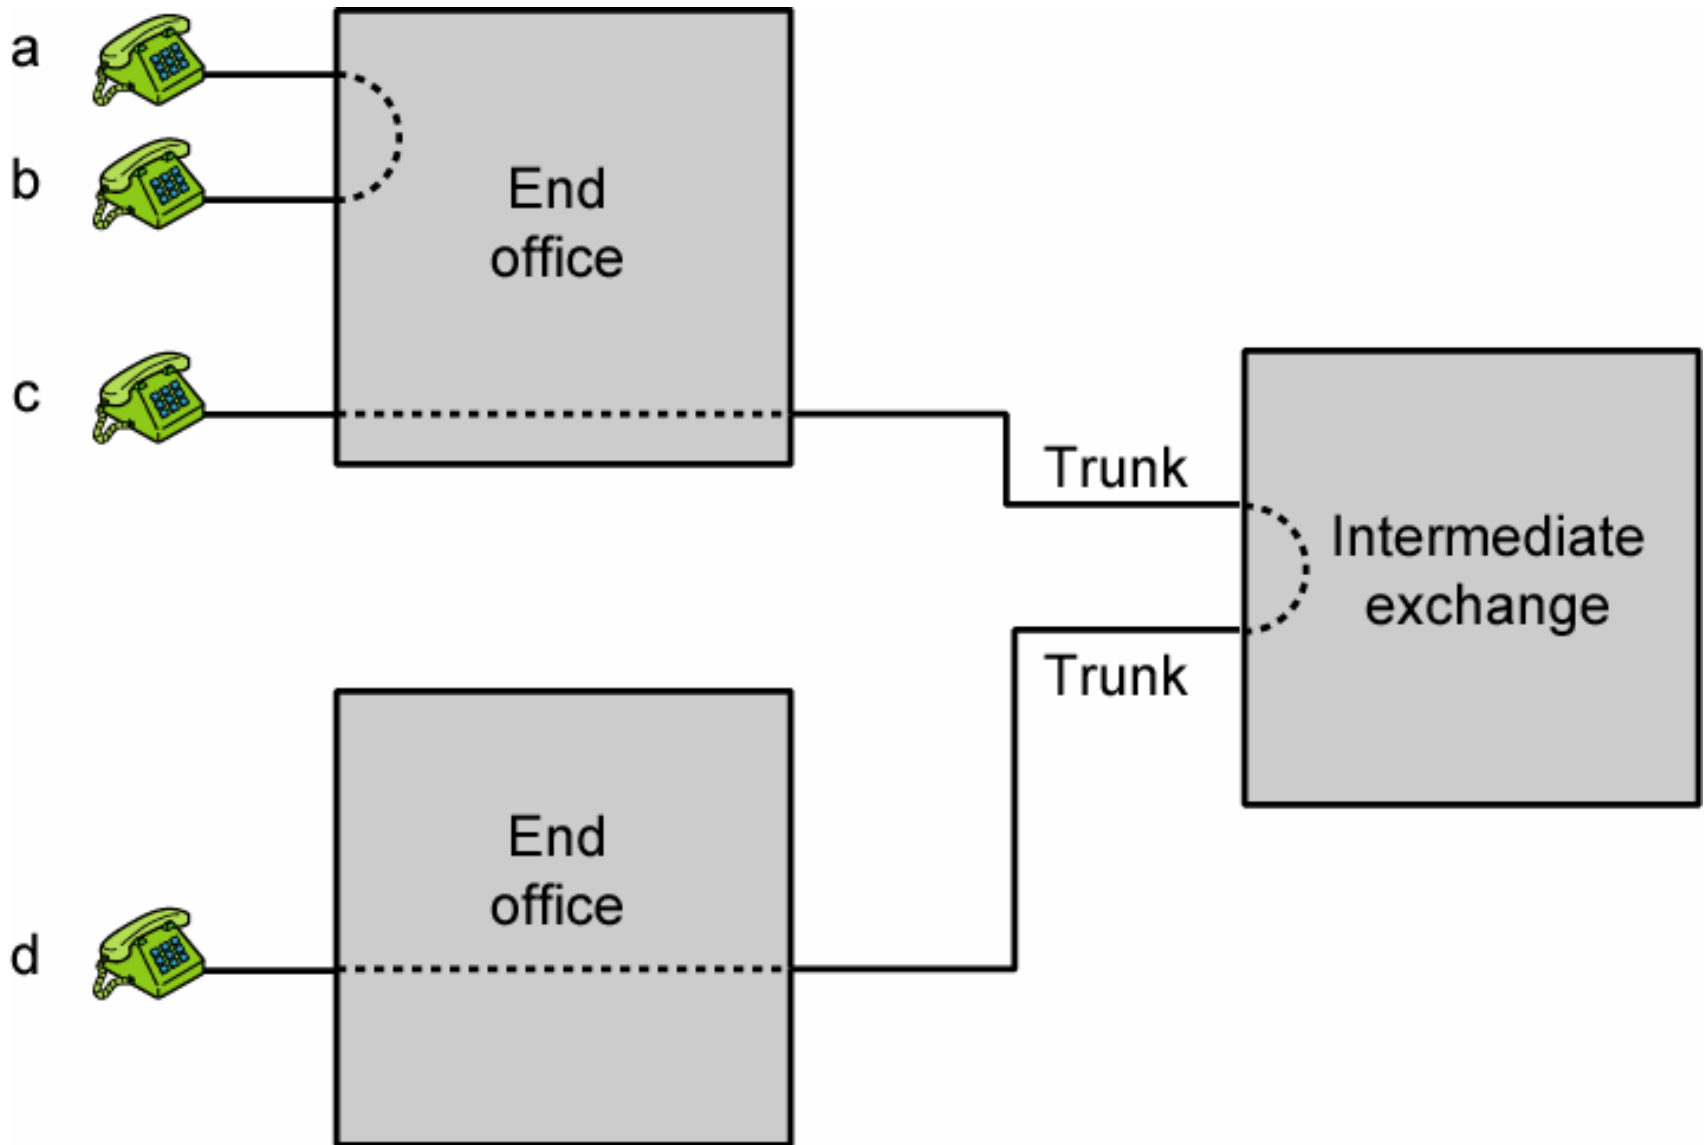 a
b
End
office
c
Trunk
Intermediate
exchange
Trunk
End
office
d